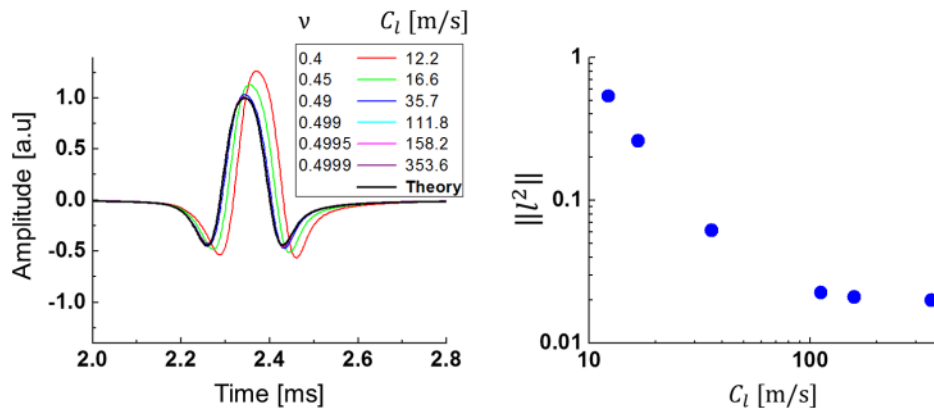 ν C_l [m/s]
0.4 12.2
0.45 16.6
0.49 35.7
0.499 111.8
0.4995 158.2
0.4999 353.6
Theory
1.0
0.5
0.0
-0.5
-1.0
Amplitude [a.u]
2.0 2.2 2.4 2.6 2.8
Time [ms]
1
0.1
0.01
||l²||
10 100
C_l [m/s]